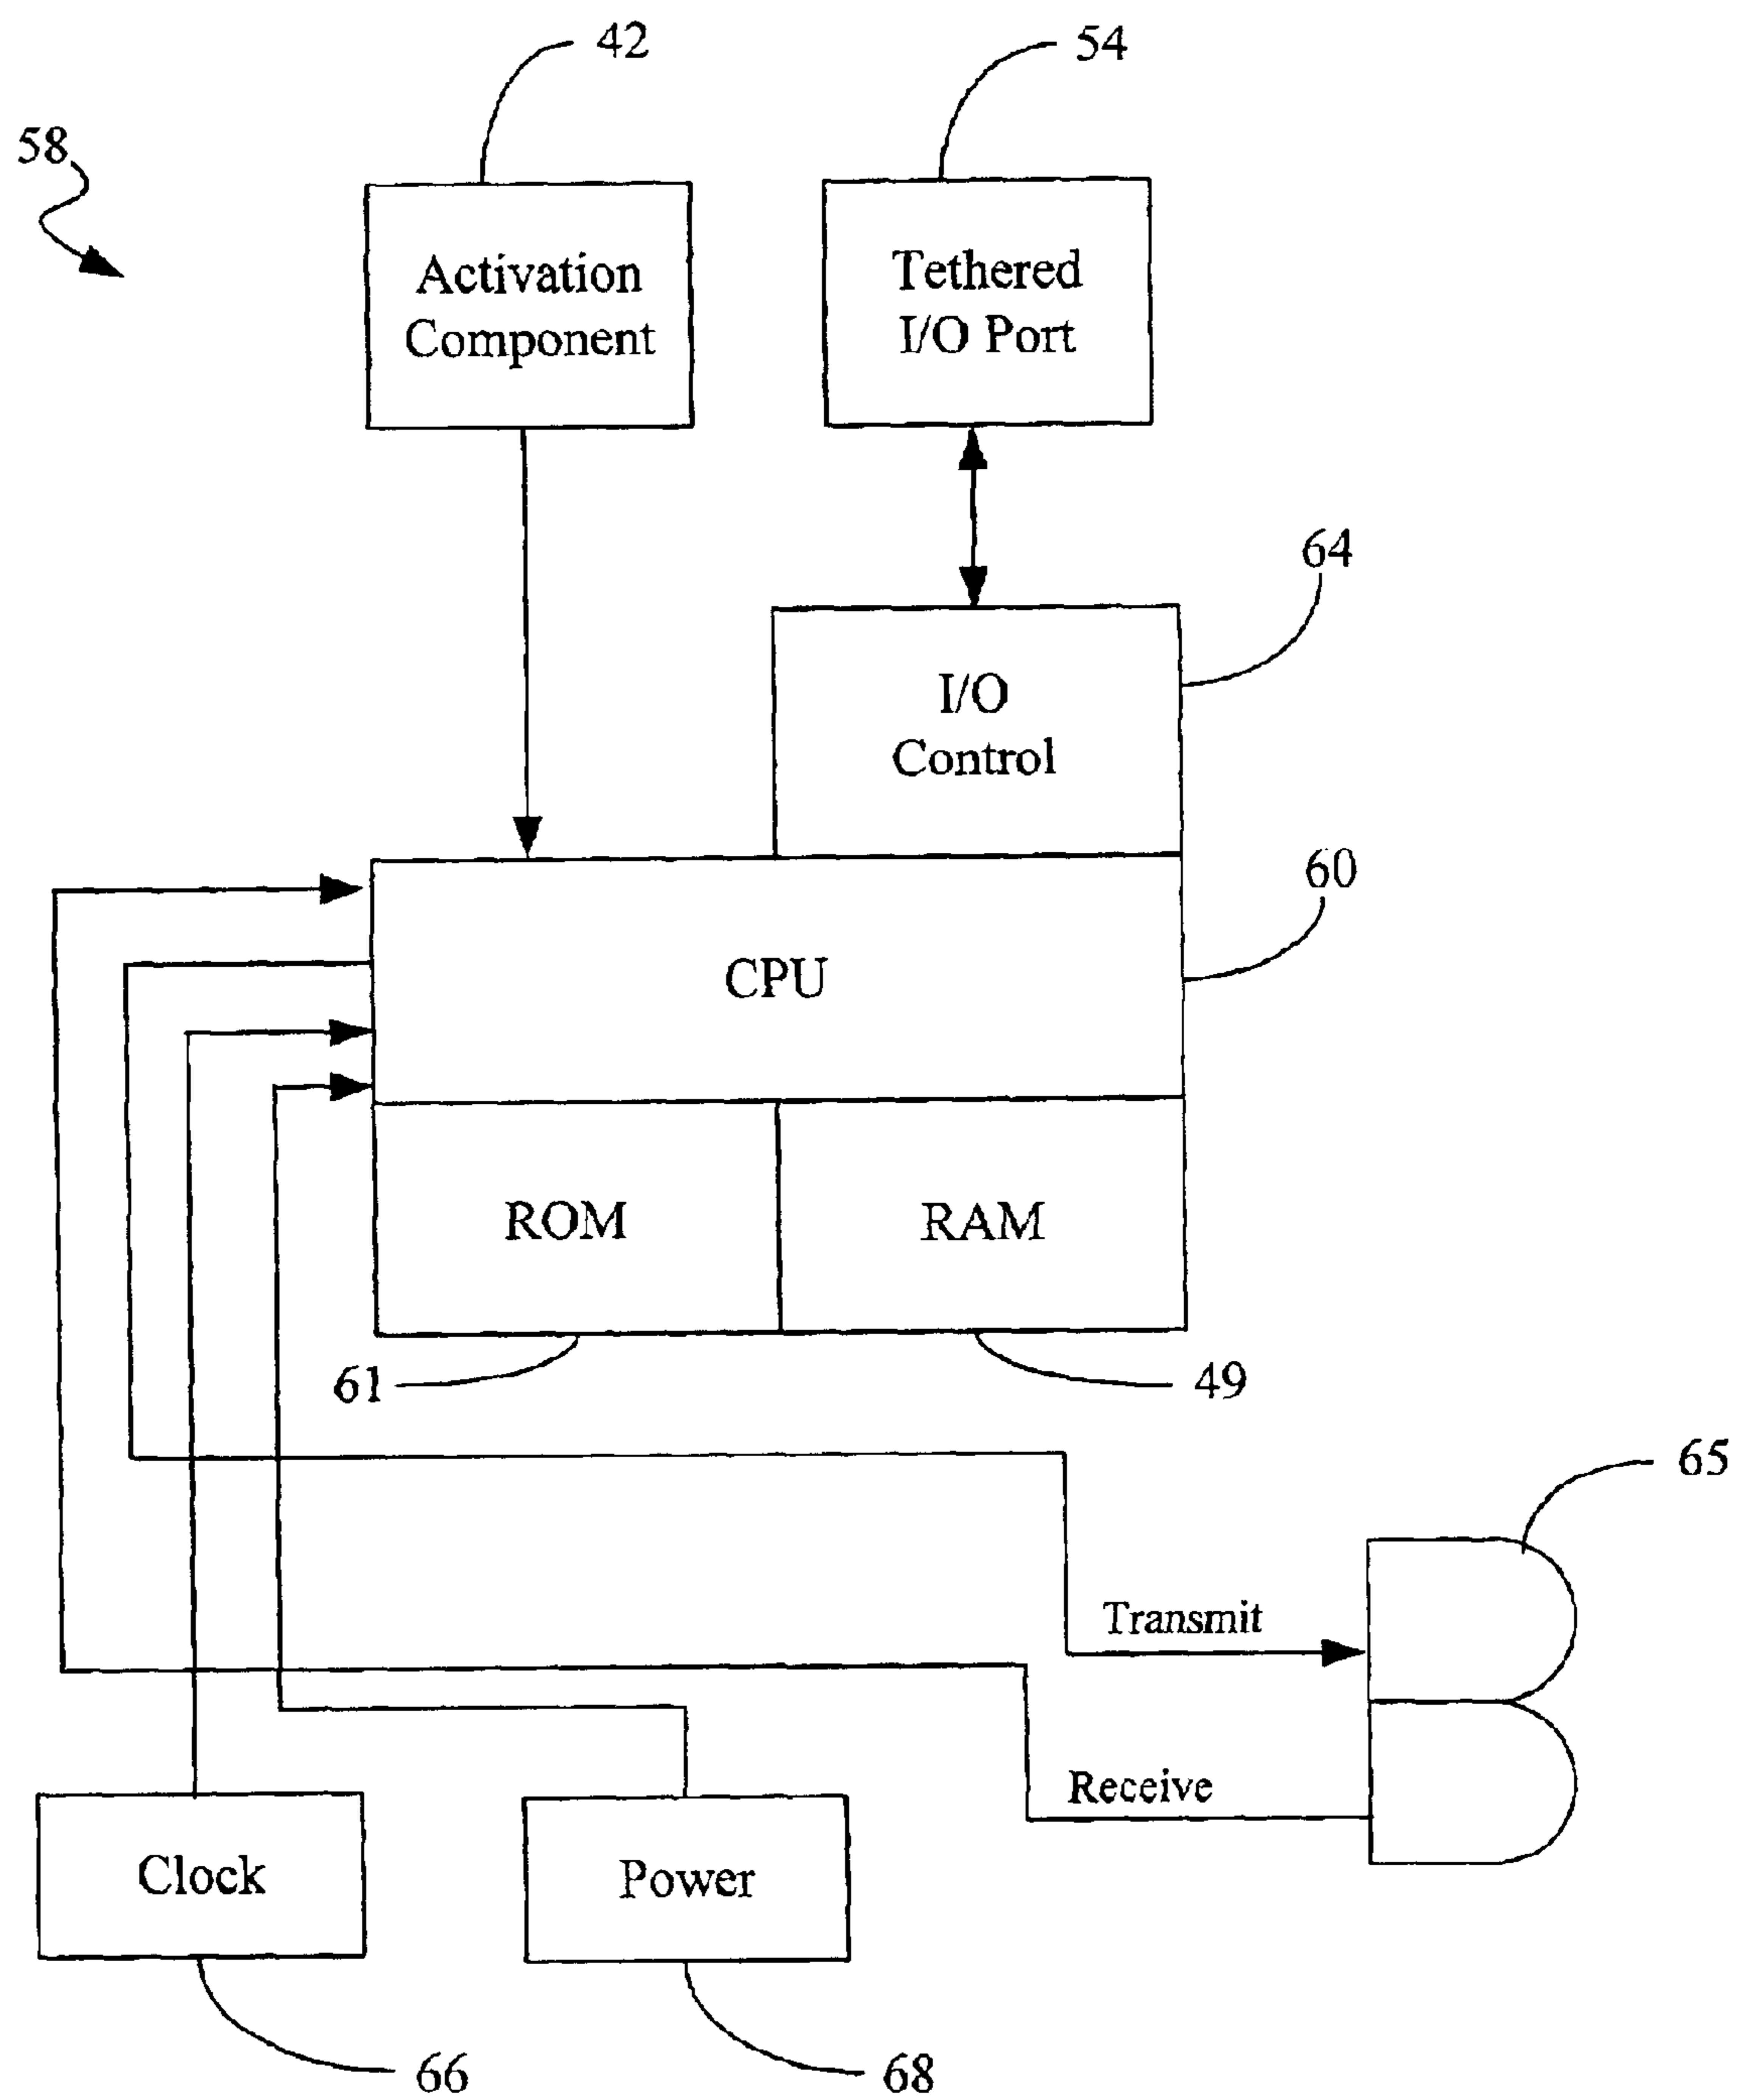 42
54
58
Activation
Component
Tethered
I/O Port
64
I/O
Control
60
CPU
ROM
RAM
61
49
65
Transmit
Receive
Clock
Power
66
68